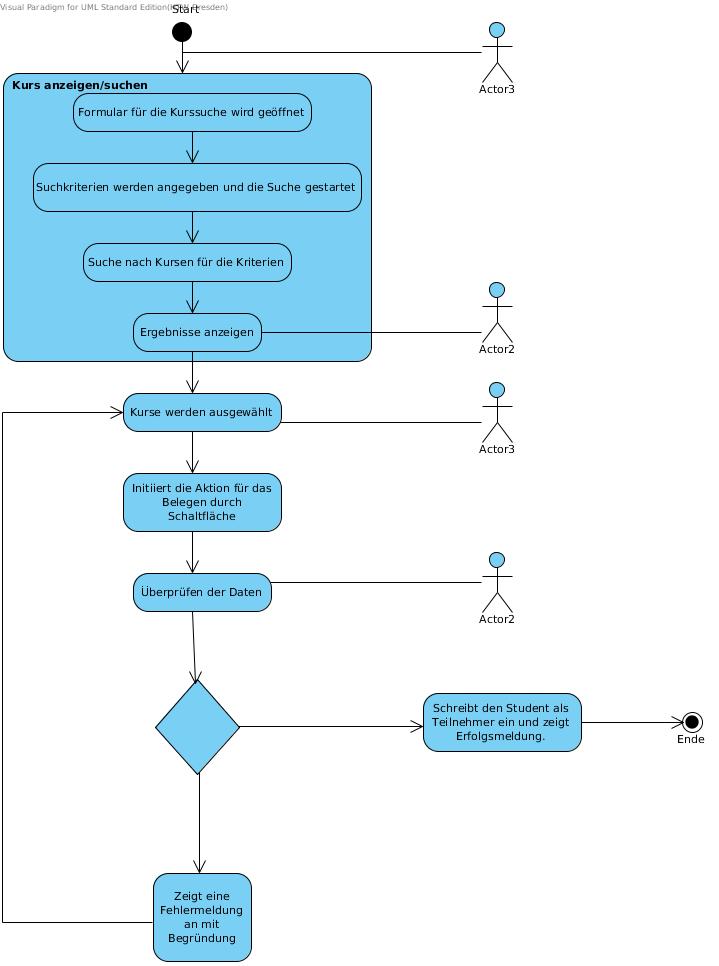 Visual Paradigm for UML Standard Edition(
Dresden)
Start
Actor3
Kurs anzeigen/suchen
Formular für die Kurssuche wird geöffnet
Suchkriterien werden angegeben und die Suche gestartet
Suche nach Kursen für die Kriterien
Ergebnisse anzeigen
Actor2
Kurse werden ausgewählt
Actor3
Initiiert die Aktion für das
Belegen durch
Schaltfläche
Überprüfen der Daten
Actor2
Schreibt den Student als
Teilnehmer ein und zeigt
Erfolgsmeldung.
Ende
Zeigt eine
Fehlermeldung
an mit
Begründung